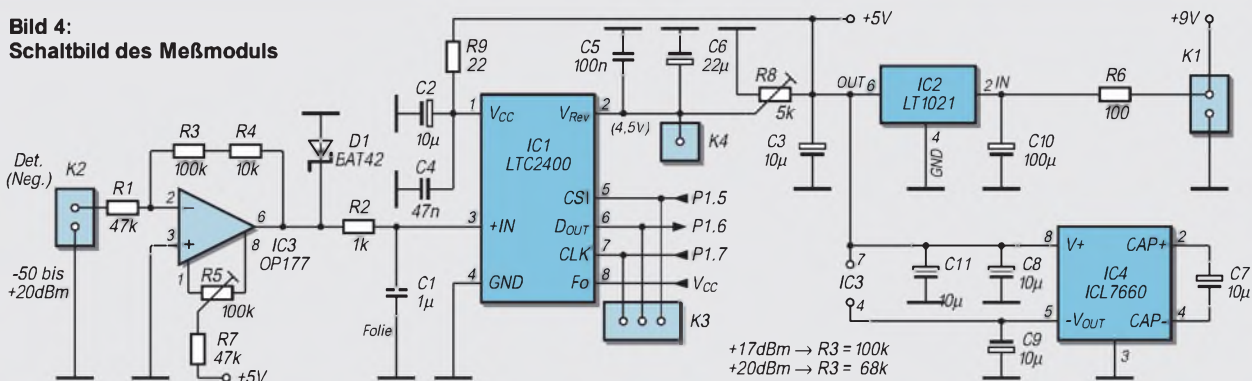 Bild 4:
Schaltbild des Meßmoduls
Det.
(Neg.)
K2
R1
47k
-50 bis
+20dBm
R3
100k
R4
10k
2
3
6
8
1
IC3
OP177
R5
100k
R7
47k
+5V
D1
BAT42
R2
1k
C1
1µ
Folie
R9
22
C2
10µ
C4
47n
1
VCC
3
+IN
4
GND
IC1
LTC2400
2
VRev
(4,5V)
5
CS
6
DOUT
7
CLK
8
Fo
P1.5
P1.6
P1.7
VCC
K3
C5
100n
C6
22µ
K4
R8
5k
C3
10µ
+5V
OUT
6
IC2
LT1021
2
IN
4
GND
C10
100µ
R6
100
+9V
K1
7
IC3
4
C11
10µ
C8
10µ
C9
10µ
8
V+
5
-VOUT
IC4
ICL7660
CAP+
2
CAP-
4
3
C7
10µ
+17dBm → R3 = 100k
+20dBm → R3 = 68k